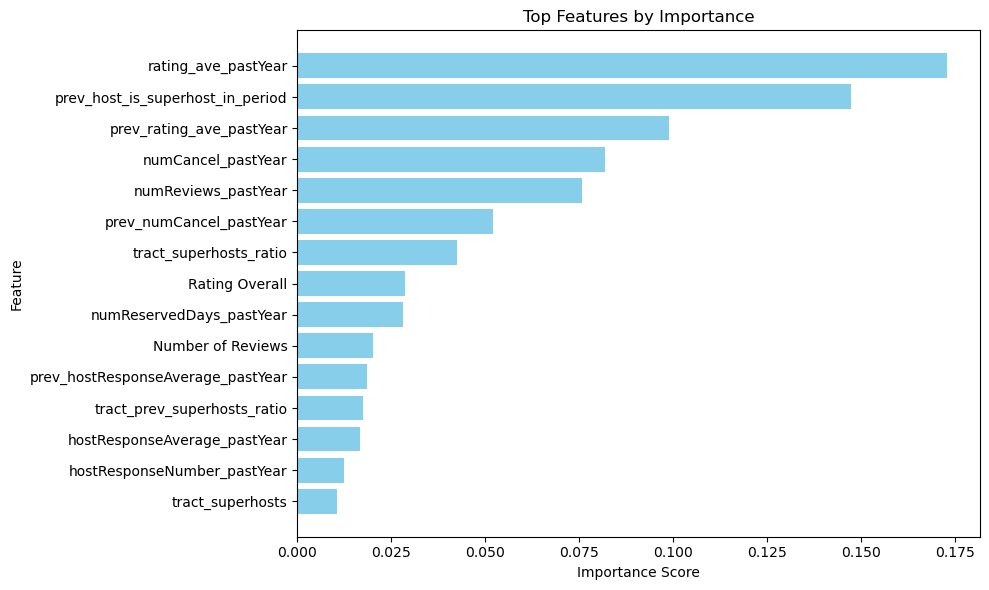 Top Features by Importance
Feature
rating_ave_pastYear
prev_host_is_superhost_in_period
prev_rating_ave_pastYear
numCancel_pastYear
numReviews_pastYear
prev_numCancel_pastYear
tract_superhosts_ratio
Rating Overall
numReservedDays_pastYear
Number of Reviews
prev_hostResponseAverage_pastYear
tract_prev_superhosts_ratio
hostResponseAverage_pastYear
hostResponseNumber_pastYear
tract_superhosts
0.000 0.025 0.050 0.075 0.100 0.125 0.150 0.175
Importance Score